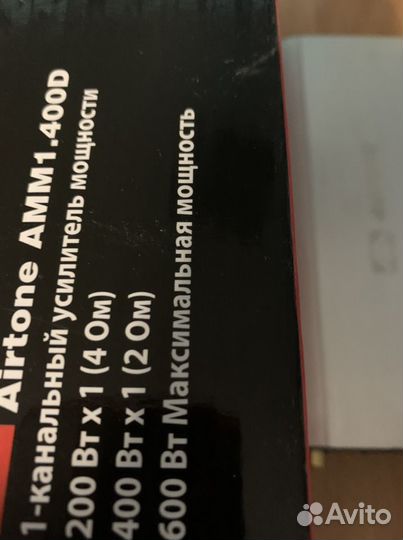 Airtone AMM1.400D
1-канальный усилитель мощности
200 Вт x 1 (4 Ом)
400 Вт x 1 (2 Ом)
600 Вт Максимальная мощность
Avito